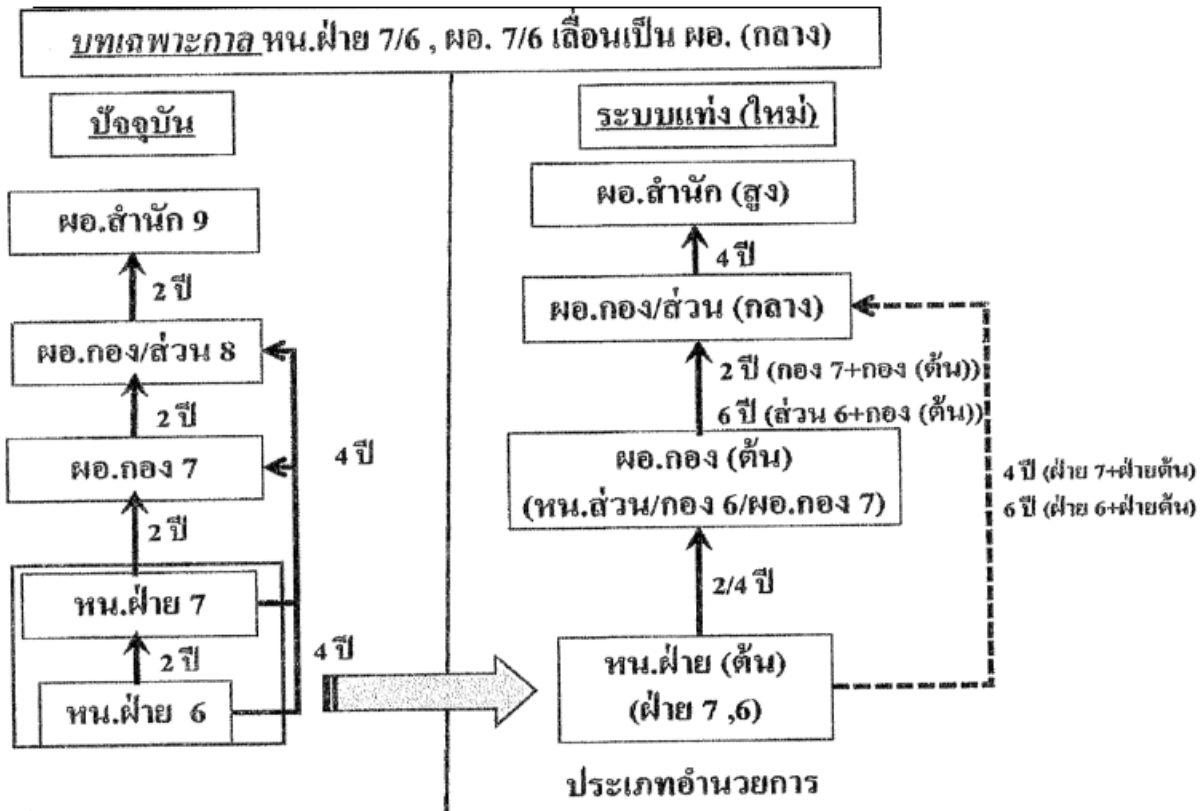 บทเฉพาะกาล หน.ฝ่าย 7/6 , ผอ. 7/6 เลื่อนเป็น ผอ. (กลาง)
ปัจจุบัน
ผอ.สำนัก 9
2 ปี
ผอ.กอง/ส่วน 8
2 ปี
ผอ.กอง 7
4 ปี
2 ปี
หน.ฝ่าย 7
2 ปี
หน.ฝ่าย 6
4 ปี
ระบบแท่ง (ใหม่)
ผอ.สำนัก (สูง)
4 ปี
ผอ.กอง/ส่วน (กลาง)
2 ปี (กอง 7+กอง (ต้น))
6 ปี (ส่วน 6+กอง (ต้น))
ผอ.กอง (ต้น)
(หน.ส่วน/กอง 6/ผอ.กอง 7)
4 ปี (ฝ่าย 7+ฝ่ายต้น)
6 ปี (ฝ่าย 6+ฝ่ายต้น)
2/4 ปี
หน.ฝ่าย (ต้น)
(ฝ่าย 7 ,6)
ประเภทอำนวยการ